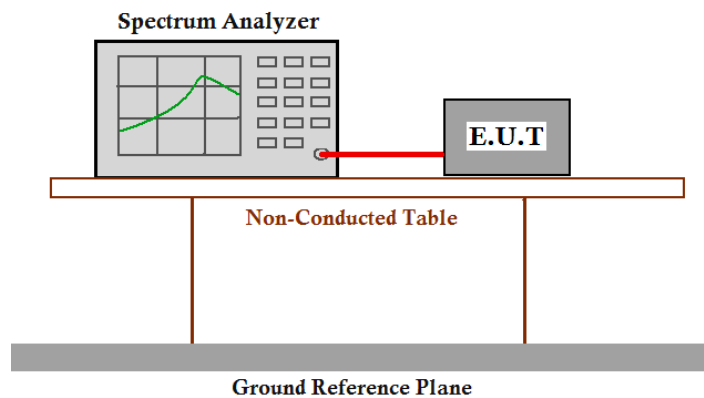 Spectrum Analyzer
E.U.T
Non-Conducted Table
Ground Reference Plane